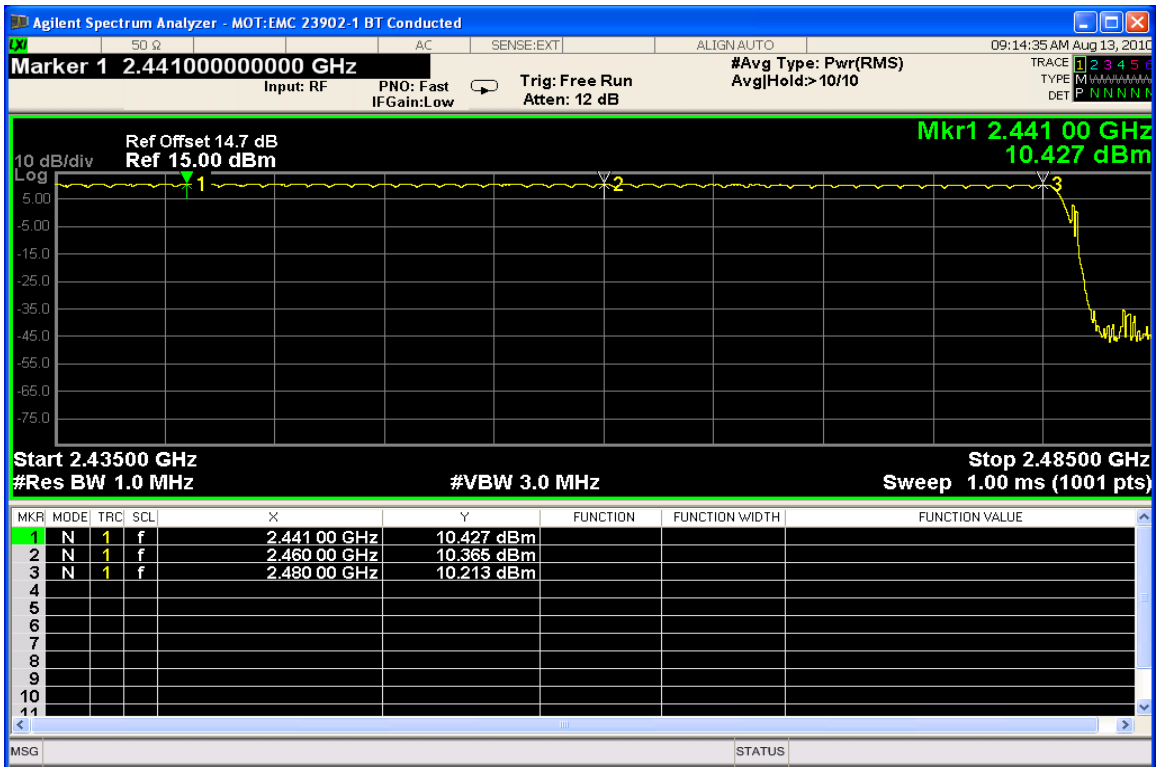 Agilent Spectrum Analyzer - MOT:EMC 23902-1 BT Conducted
LXI 50 Ω AC SENSE:EXT ALIGN AUTO 09:14:35 AM Aug 13, 2010
Marker 1 2.441000000000 GHz
Input: RF PNO: Fast IFGain:Low
Trig: Free Run
Atten: 12 dB
#Avg Type: Pwr(RMS)
Avg|Hold:>10/10
TRACE 1 2 3 4 5 6
TYPE M
DET P N N N N N
Mkr1 2.441 00 GHz
10.427 dBm
Ref Offset 14.7 dB
10 dB/div Ref 15.00 dBm
Log
1 2 3
5.00
-5.00
-15.0
-25.0
-35.0
-45.0
-55.0
-65.0
-75.0
Start 2.43500 GHz Stop 2.48500 GHz
#Res BW 1.0 MHz #VBW 3.0 MHz Sweep 1.00 ms (1001 pts)
MKR MODE TRC SCL X Y FUNCTION FUNCTION WIDTH FUNCTION VALUE
1 N 1 f 2.441 00 GHz 10.427 dBm
2 N 1 f 2.460 00 GHz 10.365 dBm
3 N 1 f 2.480 00 GHz 10.213 dBm
4
5
6
7
8
9
10
11
MSG STATUS